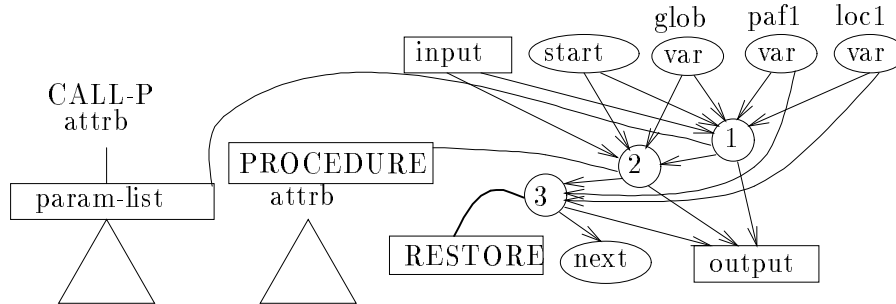 glob paf1 loc1
input start var var var
CALL-P
attrb
1
PROCEDURE 2
param-list attrb 3
RESTORE next output